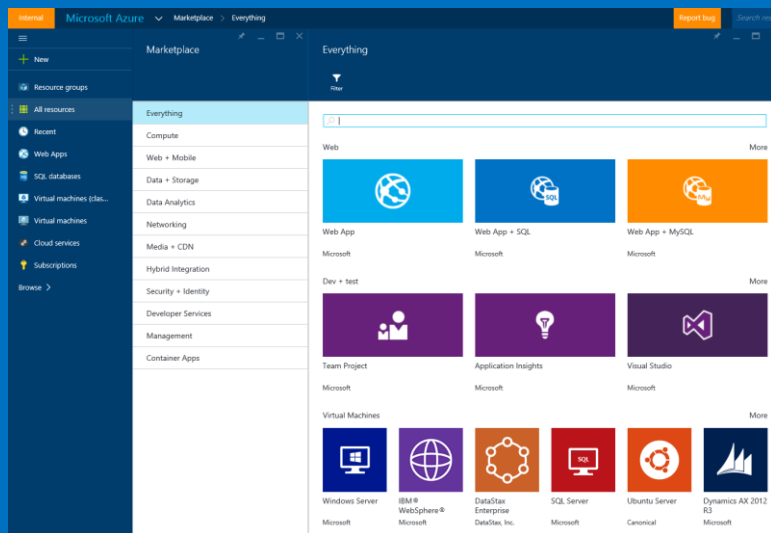 Internal
Microsoft Azure
Marketplace > Everything
Report bug
Search res
New
Resource groups
All resources
Recent
Web Apps
SQL databases
Virtual machines (clas...
Virtual machines
Cloud services
Subscriptions
Browse >
Marketplace
Everything
Compute
Web + Mobile
Data + Storage
Data Analytics
Networking
Media + CDN
Hybrid Integration
Security + Identity
Developer Services
Management
Container Apps
Everything
Filter
Web More
SQL
My
Web App Web App + SQL Web App + MySQL
Microsoft Microsoft Microsoft
Dev + test More
Team Project Application Insights Visual Studio
Microsoft Microsoft Microsoft
Virtual Machines More
SQL
Windows Server IBM® DataStax SQL Server Ubuntu Server Dynamics AX 2012
WebSphere® Enterprise R3
Microsoft Microsoft DataStax, Inc. Microsoft Canonical Microsoft